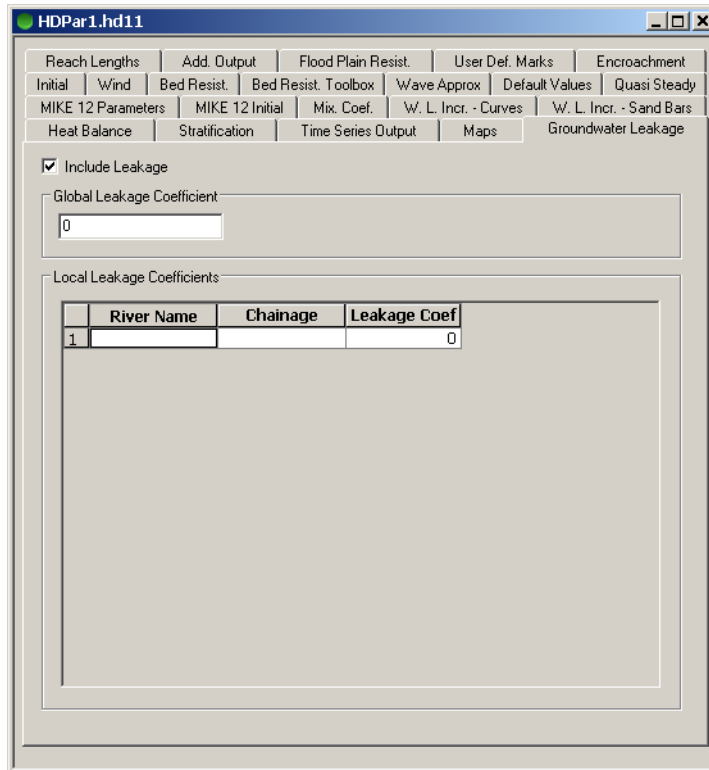 HDPar1.hd11
Reach Lengths Add. Output Flood Plain Resist. User Def. Marks Encroachment
Initial Wind Bed Resist. Bed Resist. Toolbox Wave Approx Default Values Quasi Steady
MIKE 12 Parameters MIKE 12 Initial Mix. Coef. W. L. Incr. - Curves W. L. Incr. - Sand Bars
Heat Balance Stratification Time Series Output Maps Groundwater Leakage
Include Leakage
Global Leakage Coefficient
0
Local Leakage Coefficients
River Name Chainage Leakage Coef
1 0